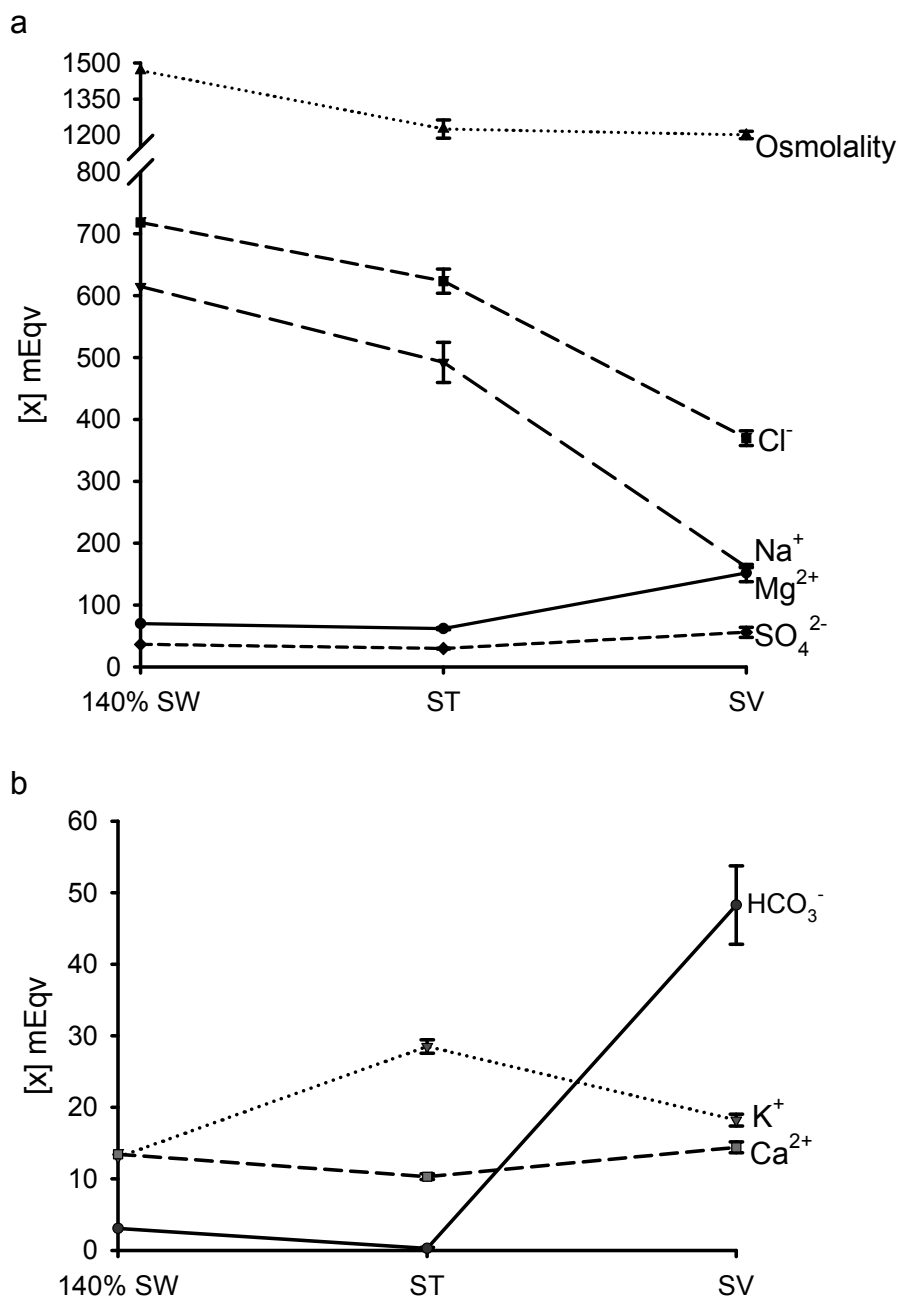 a
1500
1350
1200
Osmolality
800
700
600
500
400
300
200
100
0
[x] mEqv
Cl⁻
Na⁺
Mg²⁺
SO₄²⁻
140% SW ST SV
b
60
50
40
30
20
10
0
[x] mEqv
HCO₃⁻
K⁺
Ca²⁺
140% SW ST SV